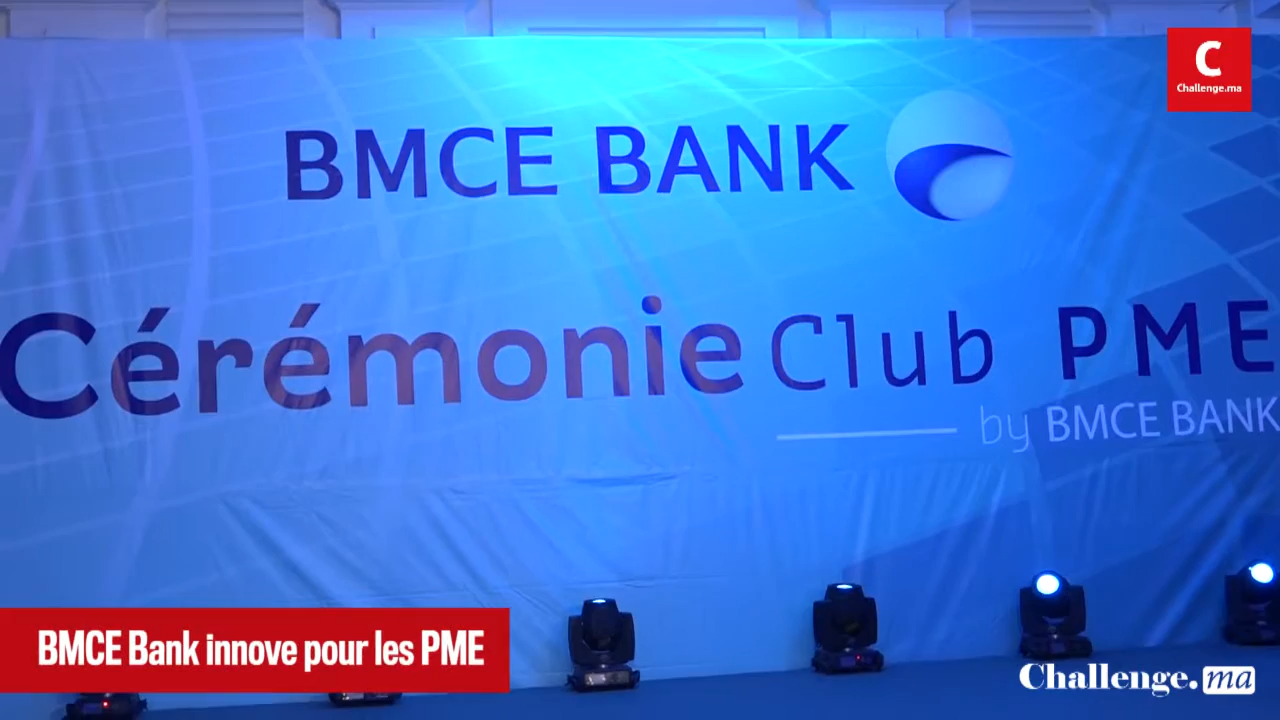 C
Challenge.ma
BMCE BANK
Cérémonie Club PME
by BMCE BANK
BMCE Bank innove pour les PME
Challenge.ma